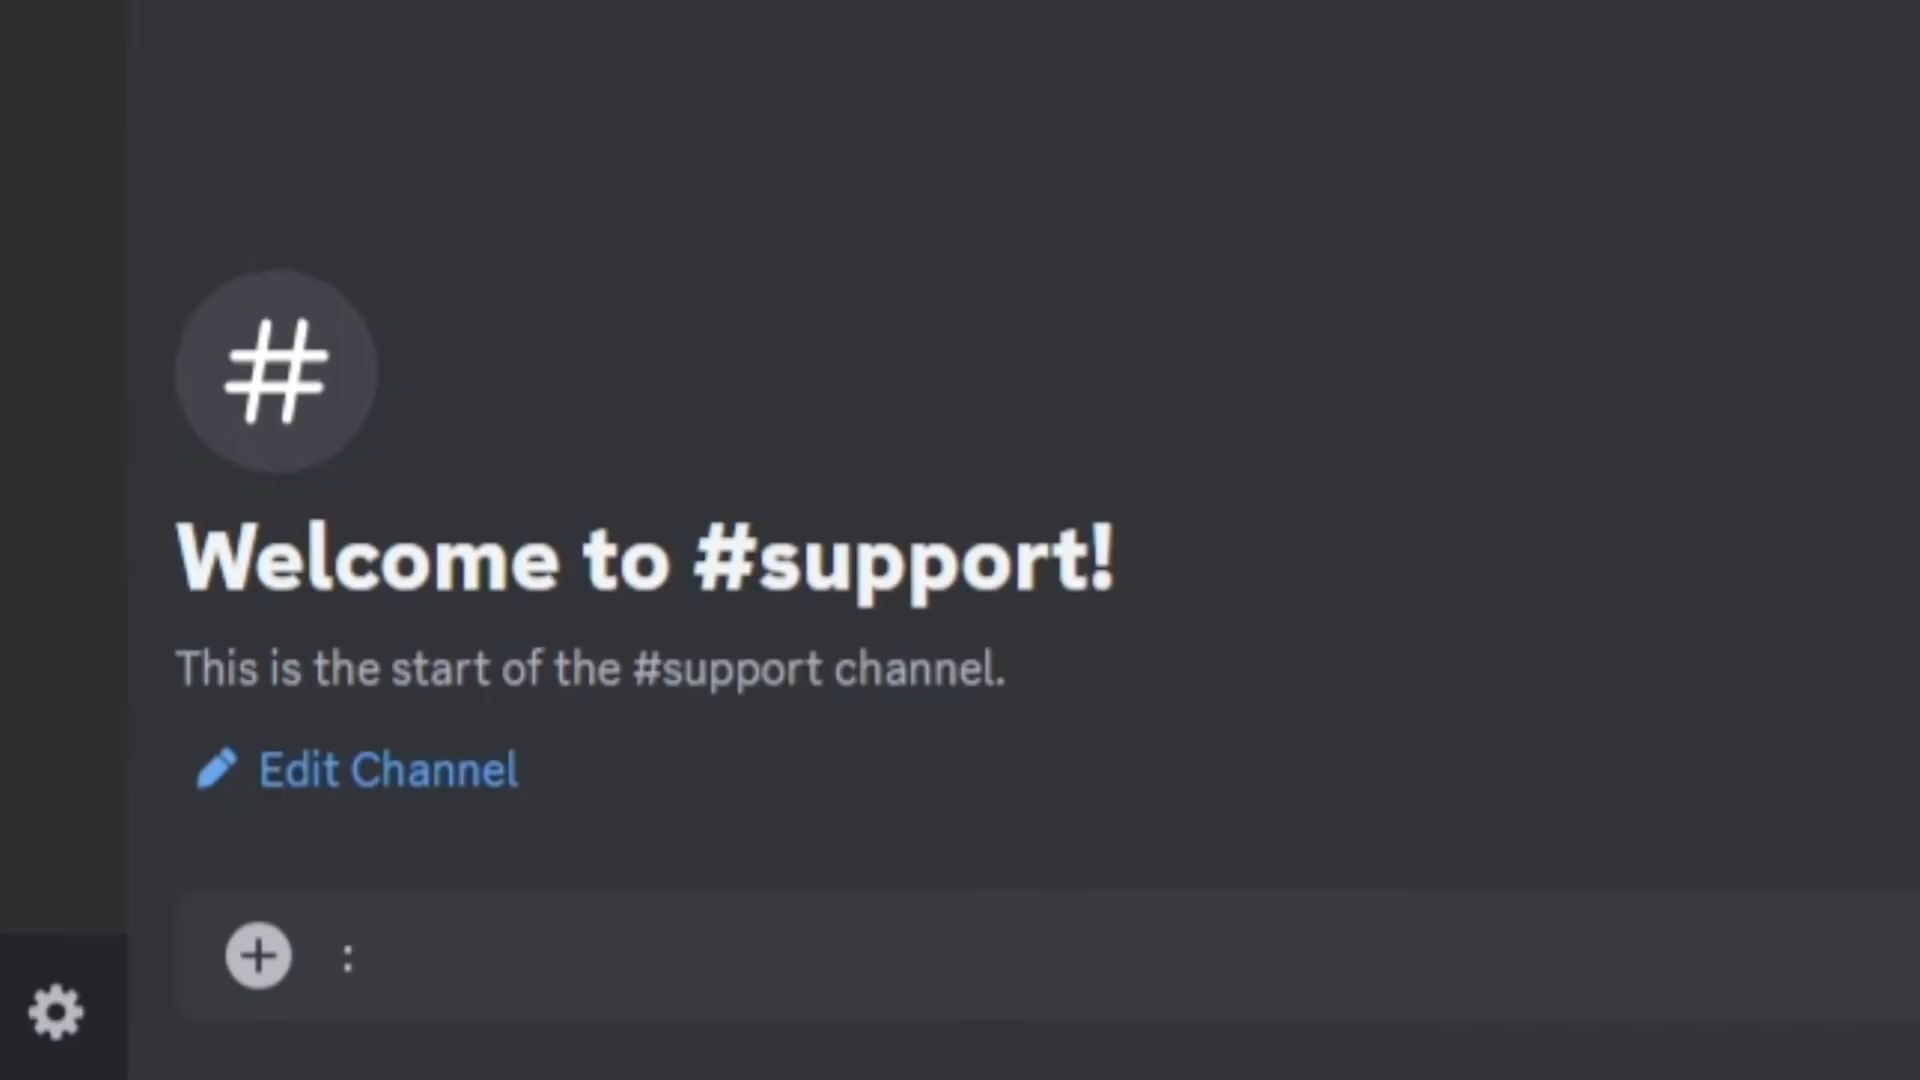 #
Welcome to #support!
This is the start of the #support channel.
Edit Channel
: